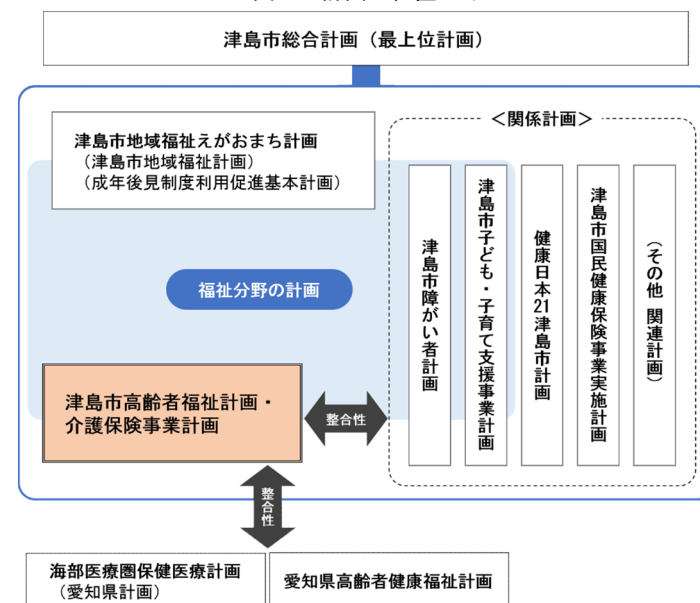 津島市総合計画（最上位計画）
＜関係計画＞
津島市地域福祉えがおまち計画
（津島市地域福祉計画）
（成年後見制度利用促進基本計画）
福祉分野の計画
津島市障がい者計画
津島市子ども・子育て支援事業計画
健康日本21津島市計画
津島市国民健康保険事業実施計画
（その他 関連計画）
津島市高齢者福祉計画・
介護保険事業計画
整合性
整合性
海部医療圏保健医療計画
（愛知県計画）
愛知県高齢者健康福祉計画